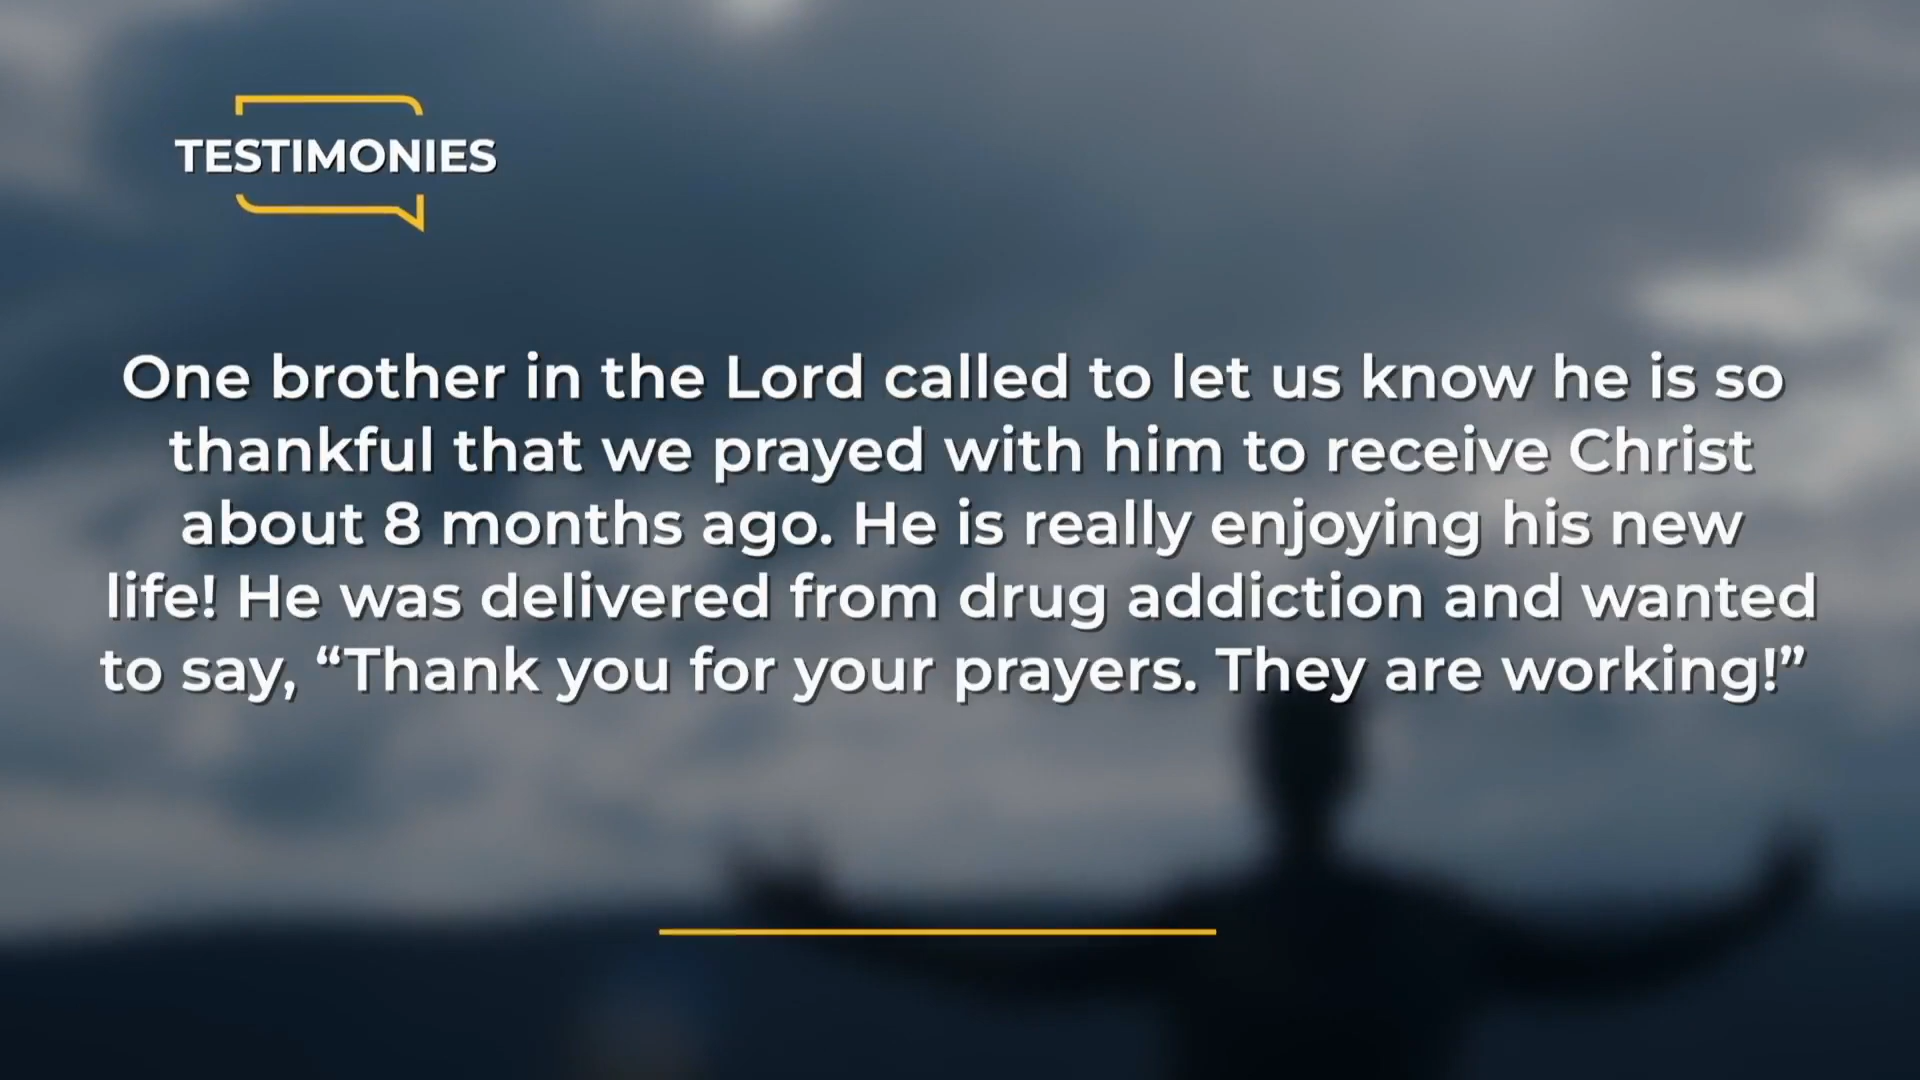 TESTIMONIES
One brother in the Lord called to let us know he is so
thankful that we prayed with him to receive Christ
about 8 months ago. He is really enjoying his new
life! He was delivered from drug addiction and wanted
to say, “Thank you for your prayers. They are working!”